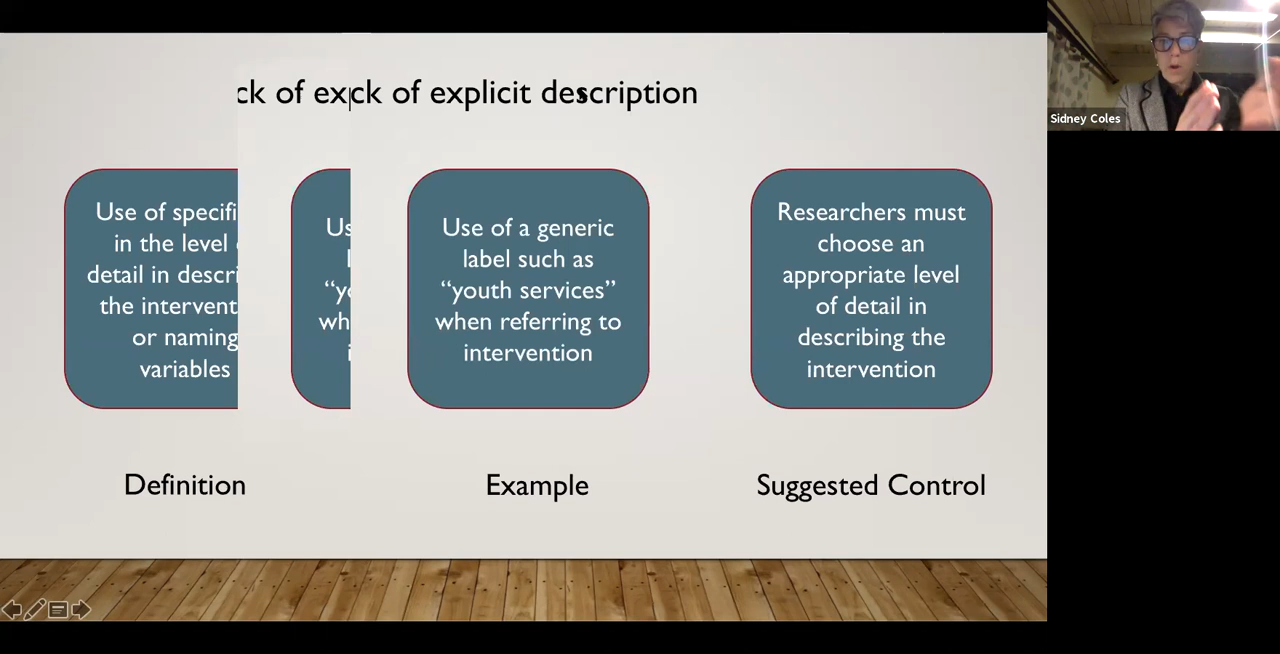 ck of ex
ck of explicit description
Use of specifi
in the level
detail in descri
the intervent
or naming
variables
Us
l
“yo
wh
i
Use of a generic
label such as
“youth services”
when referring to
intervention
Researchers must
choose an
appropriate level
of detail in
describing the
intervention
Definition
Example
Suggested Control
Sidney Coles